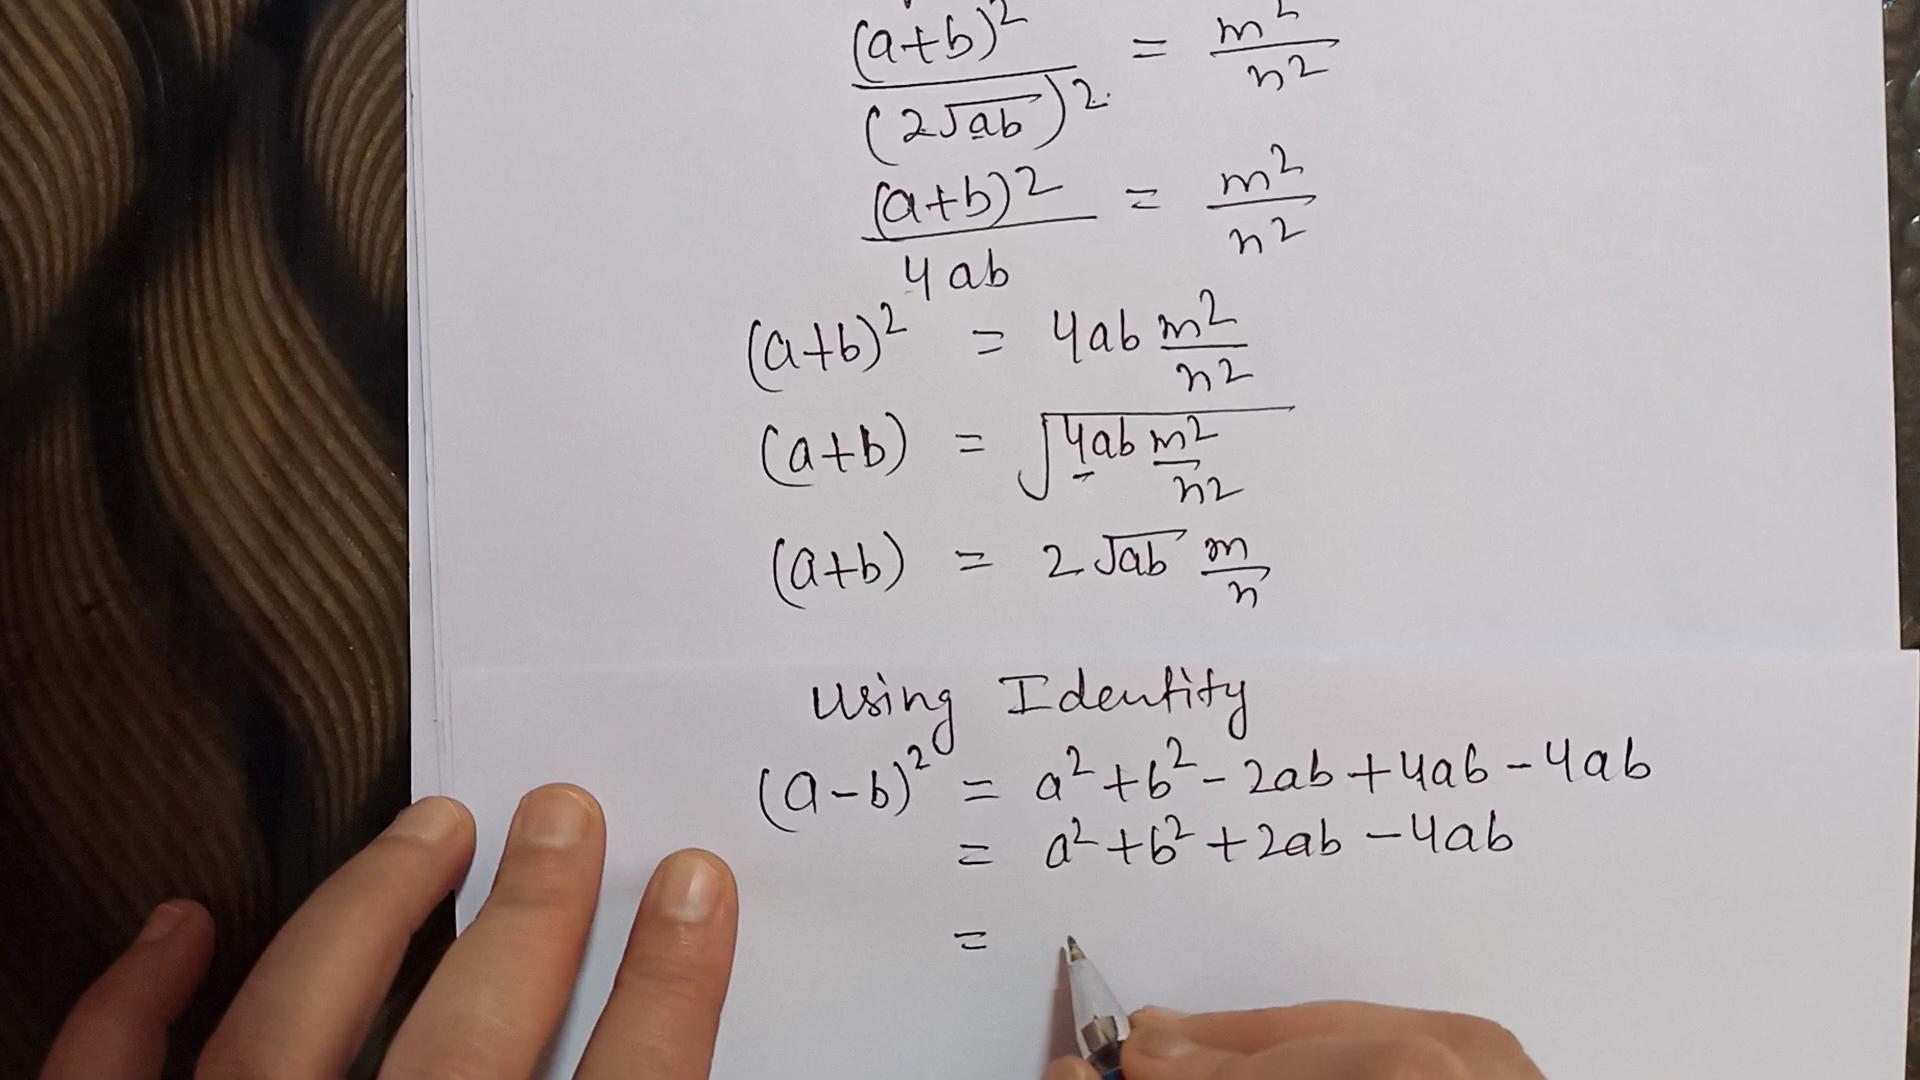 (a+b)² / (2√ab)² = m² / n²
(a+b)² / 4ab = m² / n²
(a+b)² = 4ab m²/n²
(a+b) = √(4ab m²/n²)
(a+b) = 2√ab m/n
Using Identity
(a-b)² = a²+b²-2ab+4ab-4ab
= a²+b²+2ab-4ab
=